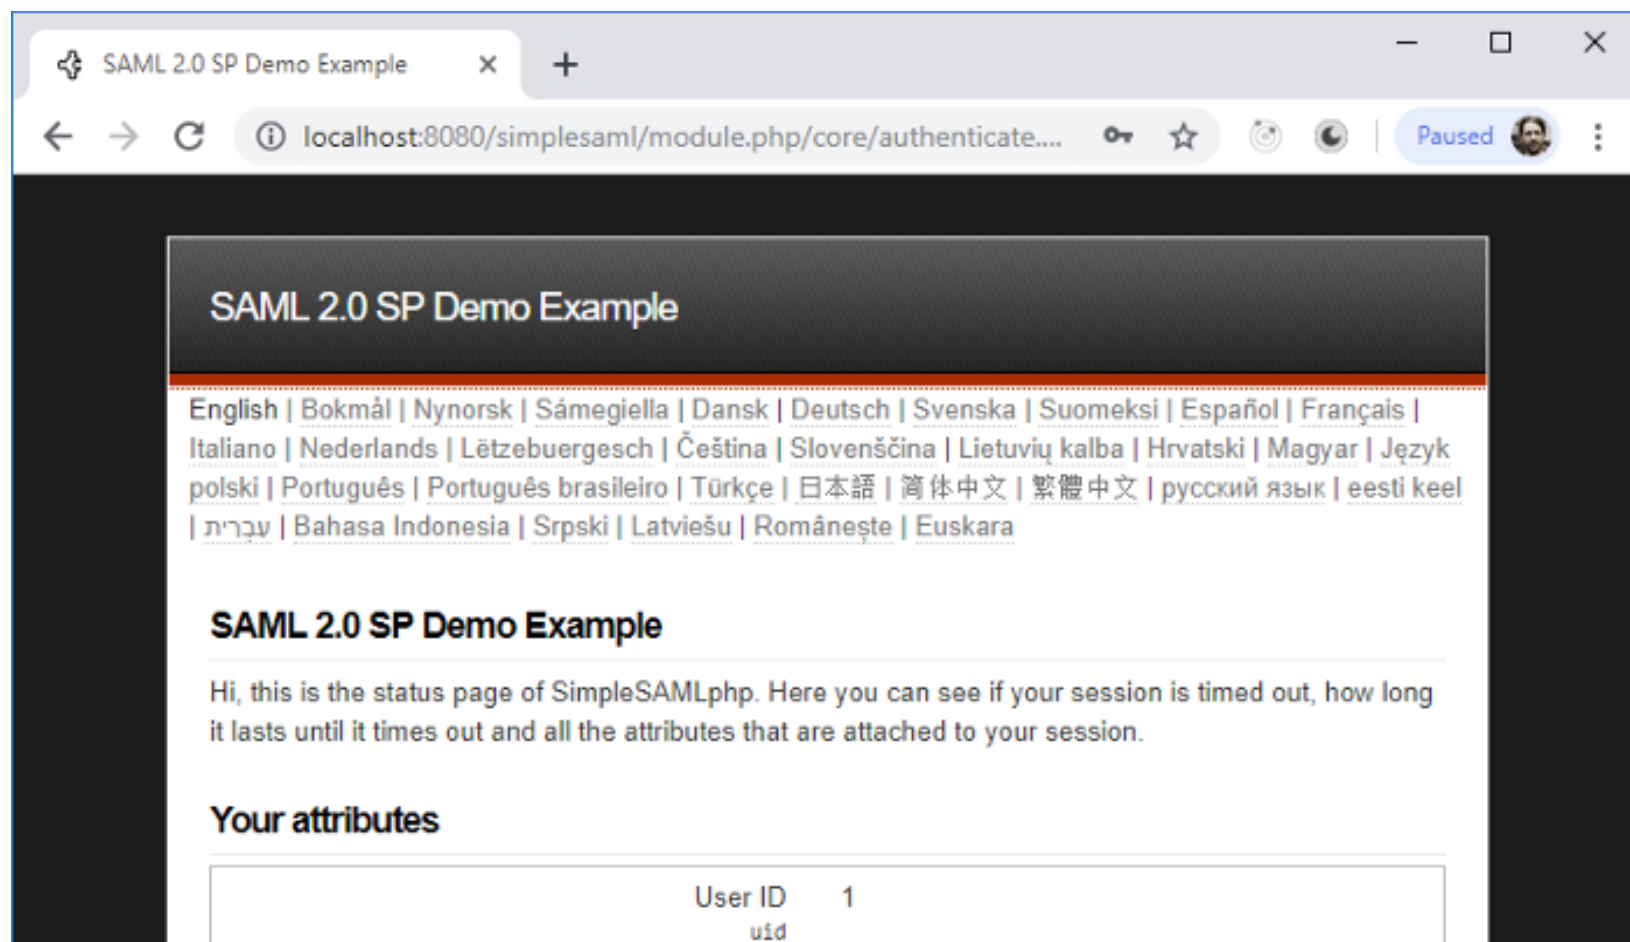 SAML 2.0 SP Demo Example
localhost:8080/simplesaml/module.php/core/authenticate....
Paused
SAML 2.0 SP Demo Example
English | Bokmål | Nynorsk | Sámegiella | Dansk | Deutsch | Svenska | Suomeksi | Español | Français |
Italiano | Nederlands | Lëtzebuergesch | Čeština | Slovenščina | Lietuvių kalba | Hrvatski | Magyar | Język
polski | Português | Português brasileiro | Türkçe | 日本語 | 简体中文 | 繁體中文 | русский язык | eesti keel
| עִבְרִית | Bahasa Indonesia | Srpski | Latviešu | Românește | Euskara
SAML 2.0 SP Demo Example
Hi, this is the status page of SimpleSAMLphp. Here you can see if your session is timed out, how long
it lasts until it times out and all the attributes that are attached to your session.
Your attributes
User ID 1
uid